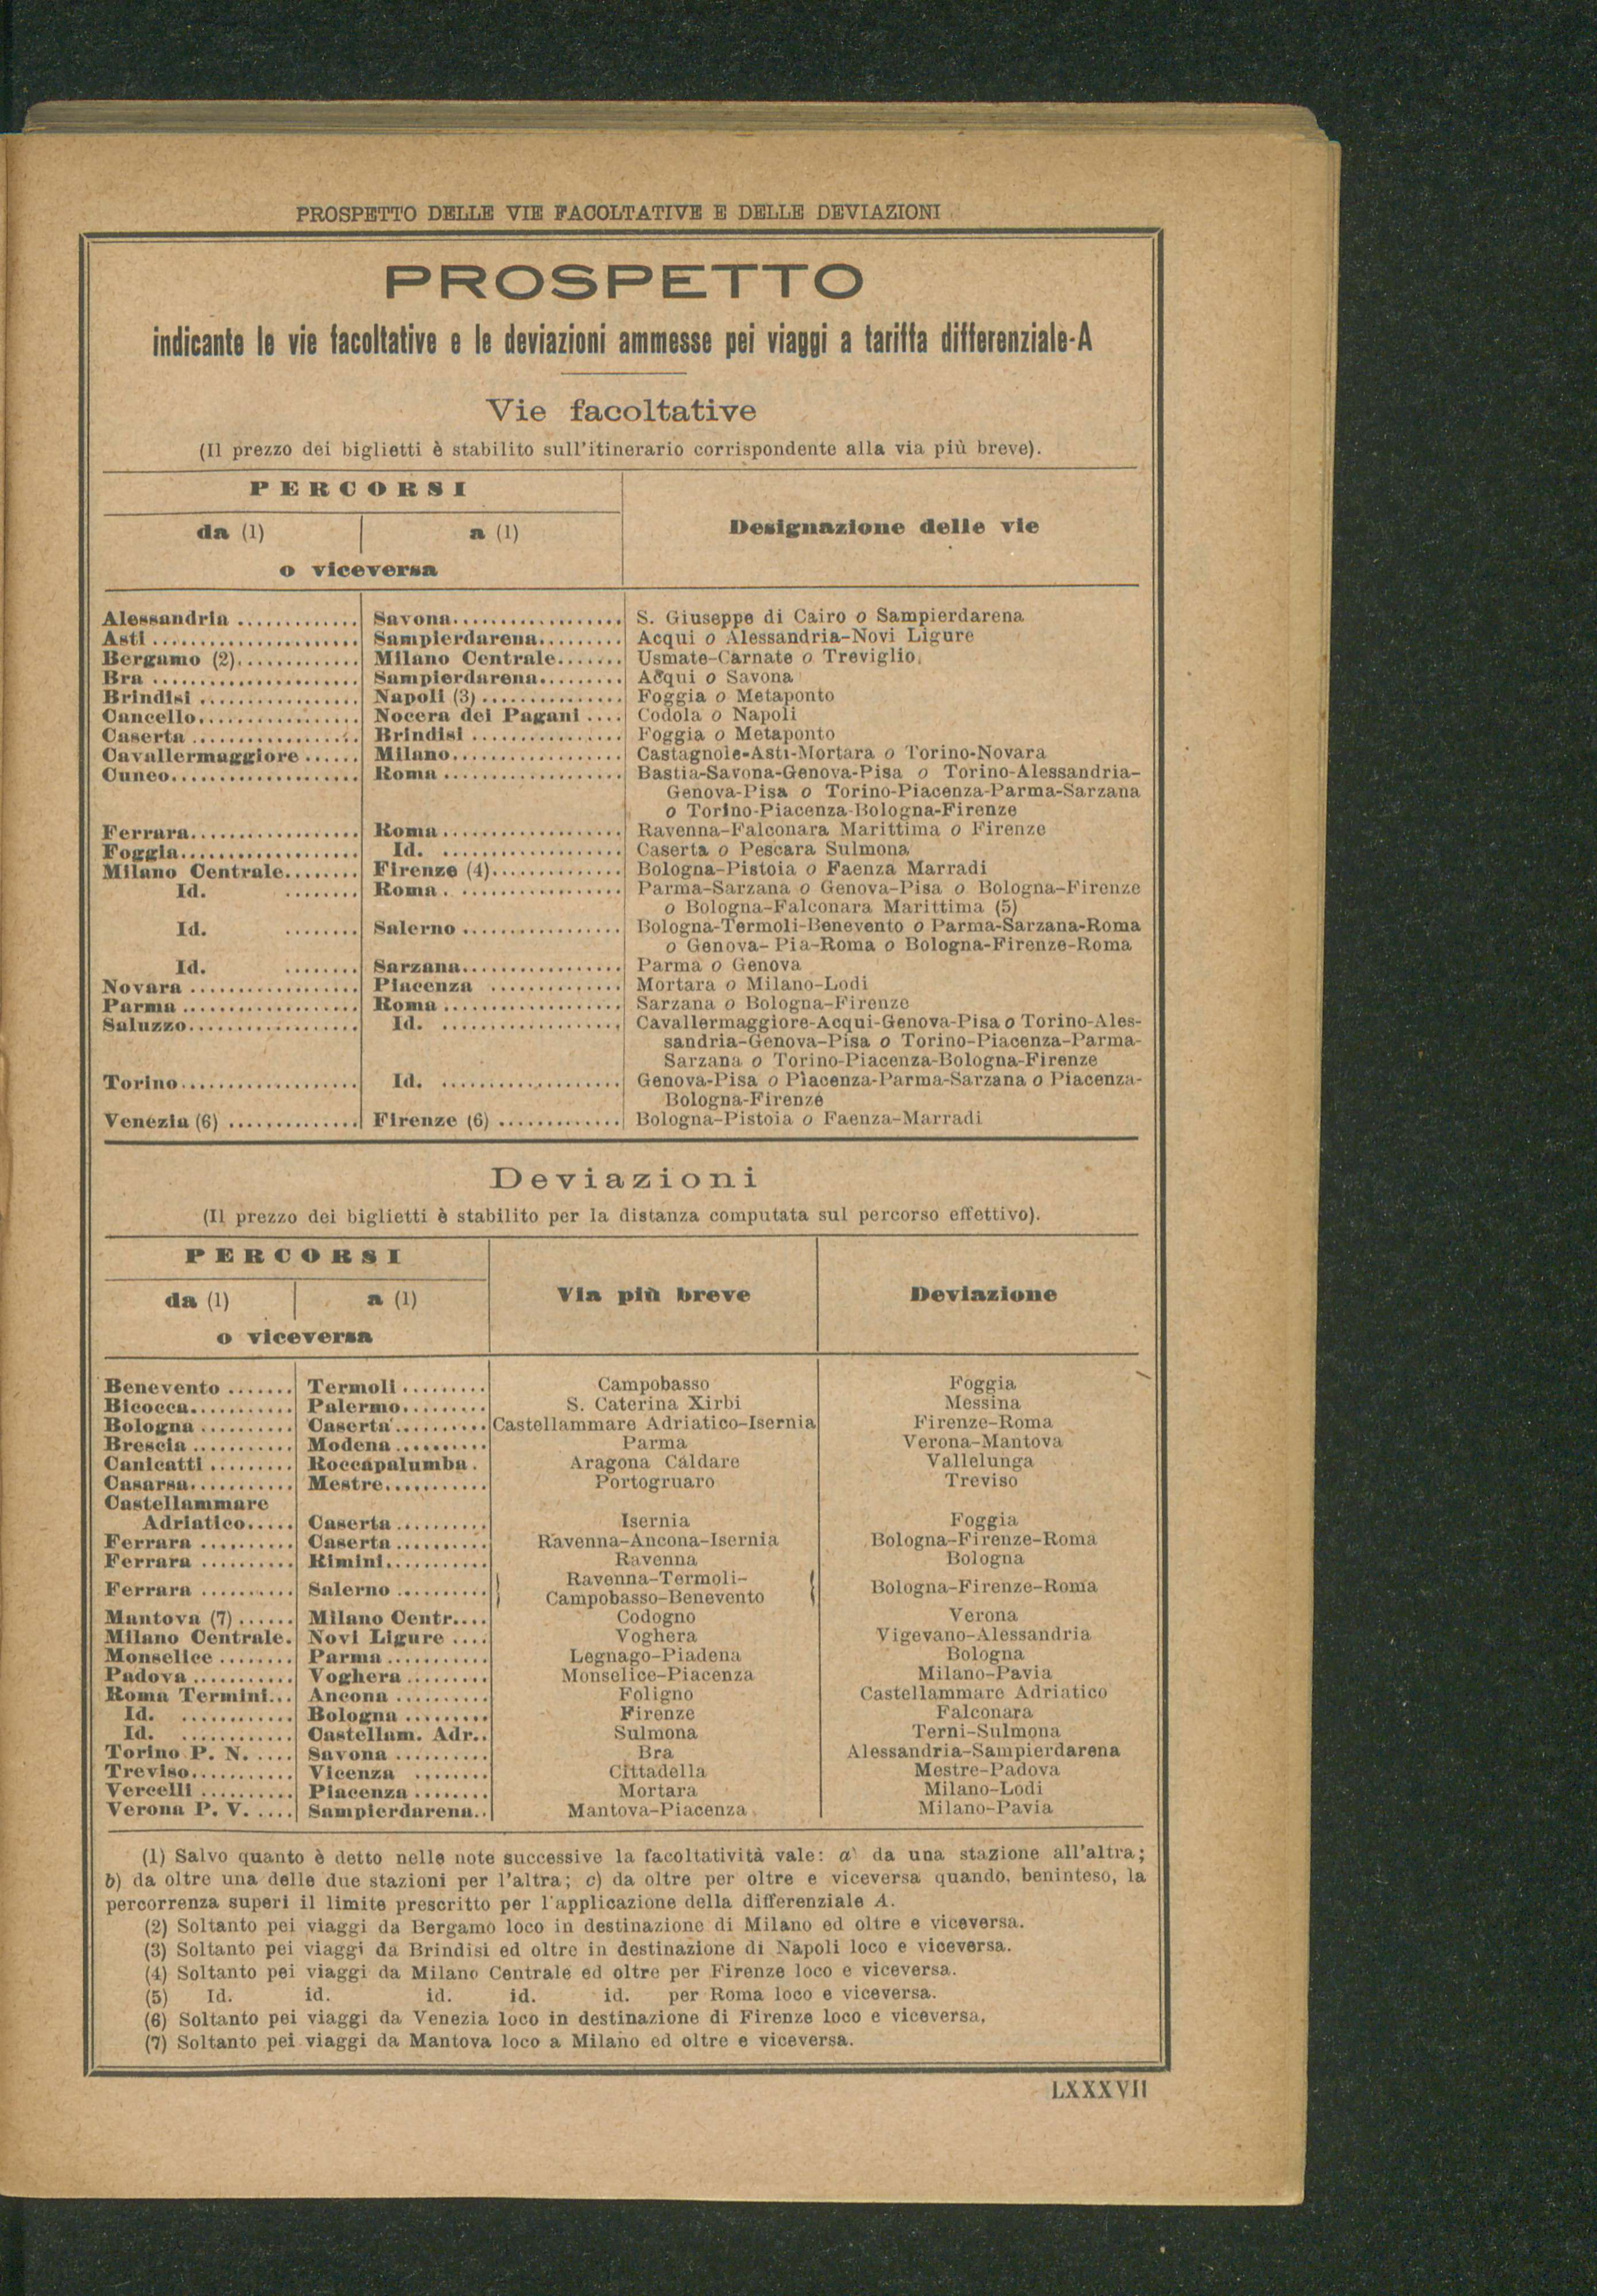 PROSPETTO DELLE VIE FACOLTATIVE E DELLE DEVIAZIONI
PROSPETTO
indicante le vie facoltative e le deviazioni ammesse pei viaggi a tariffa differenziale-A
Vie facoltative
(Il prezzo dei biglietti è stabilito sull'itinerario corrispondente alla via più breve).
PERCORSI
da (1) a (1) Designazione delle vie
o viceversa
Alessandria ............. Savona.................. S. Giuseppe di Cairo o Sampierdarena
Asti ...................... Sampierdarena......... Acqui o Alessandria-Novi Ligure
Bergamo (2)............. Milano Centrale....... Usmate-Carnate o Treviglio
Bra ...................... Sampierdarena......... Acqui o Savona
Brindisi ................. Napoli (3) ............... Foggia o Metaponto
Cancello................. Nocera dei Pagani .... Codola o Napoli
Caserta .................. Brindisi ................ Foggia o Metaponto
Cavallermaggiore ...... Milano.................. Castagnole-Asti-Mortara o Torino-Novara
Cuneo.................... Roma ................... Bastia-Savona-Genova-Pisa o Torino-Alessandria-
Genova-Pisa o Torino-Piacenza-Parma-Sarzana
o Torino-Piacenza-Bologna-Firenze
Ferrara.................. Roma................... Ravenna-Falconara Marittima o Firenze
Foggia................... Id. ................... Caserta o Pescara Sulmona
Milano Centrale........ Firenze (4).............. Bologna-Pistoia o Faenza Marradi
Id. ........ Roma. ................. Parma-Sarzana o Genova-Pisa o Bologna-Firenze
o Bologna-Falconara Marittima (5)
Id. ........ Salerno ................. Bologna-Termoli-Benevento o Parma-Sarzana-Roma
o Genova- Pia-Roma o Bologna-Firenze-Roma
Id. ........ Sarzana................. Parma o Genova
Novara .................. Piacenza .............. Mortara o Milano-Lodi
Parma ................... Roma ................... Sarzana o Bologna-Firenze
Saluzzo.................. Id. ................... Cavallermaggiore-Acqui-Genova-Pisa o Torino-Ales-
sandria-Genova-Pisa o Torino-Piacenza-Parma-
Sarzana o Torino-Piacenza-Bologna-Firenze
Torino................... Id. ................... Genova-Pisa o Piacenza-Parma-Sarzana o Piacenza-
Bologna-Firenze
Venezia (6) .............. Firenze (6) ............. Bologna-Pistoia o Faenza-Marradi
Deviazioni
(Il prezzo dei biglietti è stabilito per la distanza computata sul percorso effettivo).
PERCORSI
da (1) a (1) Via più breve Deviazione
o viceversa
Benevento ....... Termoli ......... Campobasso Foggia
Bicocca........... Palermo......... S. Caterina Xirbi Messina
Bologna .......... Caserta.......... Castellammare Adriatico-Isernia Firenze-Roma
Brescia ........... Modena .......... Parma Verona-Mantova
Canicatti ......... Roccapalumba . Aragona Caldare Vallelunga
Casarsa........... Mestre........... Portogruaro Treviso
Castellammare
Adriatico..... Caserta .......... Isernia Foggia
Ferrara .......... Caserta .......... Ravenna-Ancona-Isernia Bologna-Firenze-Roma
Ferrara .......... Rimini........... Ravenna Bologna
Ferrara .......... Salerno .......... Ravenna-Termoli- Bologna-Firenze-Roma
Campobasso-Benevento
Mantova (7) ...... Milano Centr.... Codogno Verona
Milano Centrale. Novi Ligure .... Voghera Vigevano-Alessandria
Monselice ........ Parma ........... Legnago-Piadena Bologna
Padova ........... Voghera ......... Monselice-Piacenza Milano-Pavia
Roma Termini... Ancona .......... Foligno Castellammare Adriatico
Id. ............ Bologna ......... Firenze Falconara
Id. ............ Castellam. Adr.. Sulmona Terni-Sulmona
Torino P. N. ..... Savona .......... Bra Alessandria-Sampierdarena
Treviso........... Vicenza ........ Cittadella Mestre-Padova
Vercelli .......... Piacenza ........ Mortara Milano-Lodi
Verona P. V. .... Sampierdarena.. Mantova-Piacenza Milano-Pavia
(1) Salvo quanto è detto nelle note successive la facoltatività vale: a) da una stazione all'altra;
b) da oltre una delle due stazioni per l'altra; c) da oltre per oltre e viceversa quando, beninteso, la
percorrenza superi il limite prescritto per l'applicazione della differenziale A.
(2) Soltanto pei viaggi da Bergamo loco in destinazione di Milano ed oltre e viceversa.
(3) Soltanto pei viaggi da Brindisi ed oltre in destinazione di Napoli loco e viceversa.
(4) Soltanto pei viaggi da Milano Centrale ed oltre per Firenze loco e viceversa.
(5) Id. id. id. id. id. per Roma loco e viceversa.
(6) Soltanto pei viaggi da Venezia loco in destinazione di Firenze loco e viceversa,
(7) Soltanto pei viaggi da Mantova loco a Milano ed oltre e viceversa.
LXXXVII